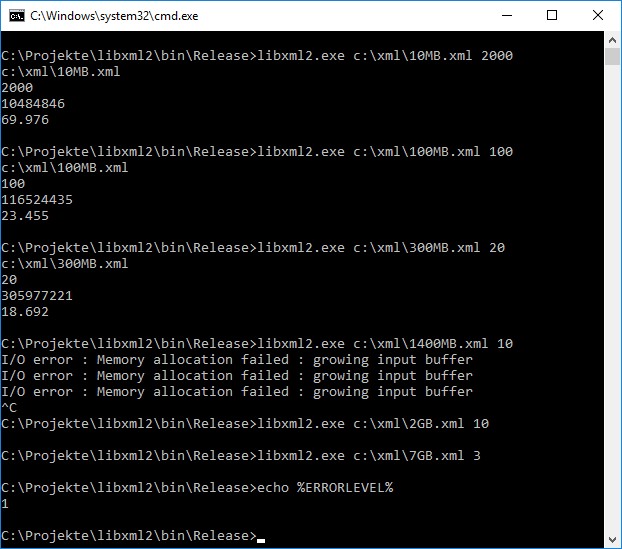 C:\Windows\system32\cmd.exe
C:\Projekte\libxml2\bin\Release>libxml2.exe c:\xml\10MB.xml 2000
c:\xml\10MB.xml
2000
10484846
69.976
C:\Projekte\libxml2\bin\Release>libxml2.exe c:\xml\100MB.xml 100
c:\xml\100MB.xml
100
116524435
23.455
C:\Projekte\libxml2\bin\Release>libxml2.exe c:\xml\300MB.xml 20
c:\xml\300MB.xml
20
305977221
18.692
C:\Projekte\libxml2\bin\Release>libxml2.exe c:\xml\1400MB.xml 10
I/O error : Memory allocation failed : growing input buffer
I/O error : Memory allocation failed : growing input buffer
I/O error : Memory allocation failed : growing input buffer
^C
C:\Projekte\libxml2\bin\Release>libxml2.exe c:\xml\2GB.xml 10
C:\Projekte\libxml2\bin\Release>libxml2.exe c:\xml\7GB.xml 3
C:\Projekte\libxml2\bin\Release>echo %ERRORLEVEL%
1
C:\Projekte\libxml2\bin\Release>